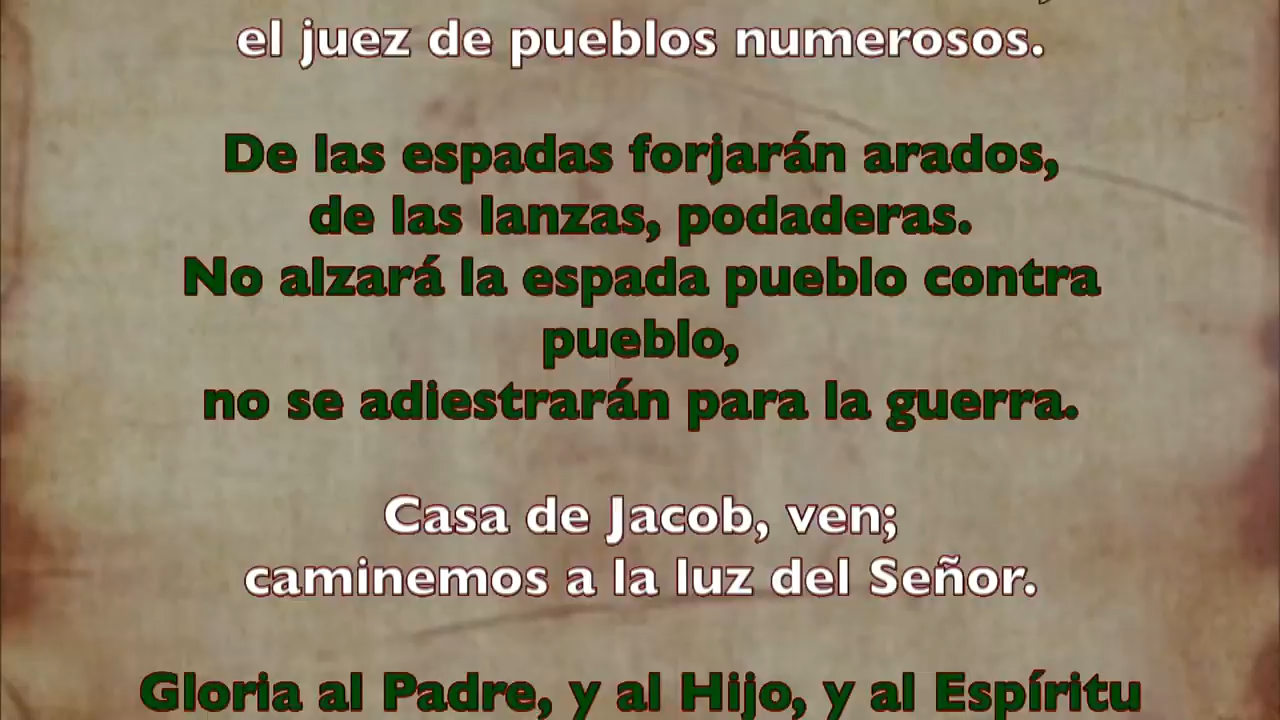 el juez de pueblos numerosos.
De las espadas forjarán arados,
de las lanzas, podaderas.
No alzará la espada pueblo contra
pueblo,
no se adiestrarán para la guerra.
Casa de Jacob, ven;
caminemos a la luz del Señor.
Gloria al Padre, y al Hijo, y al Espíritu